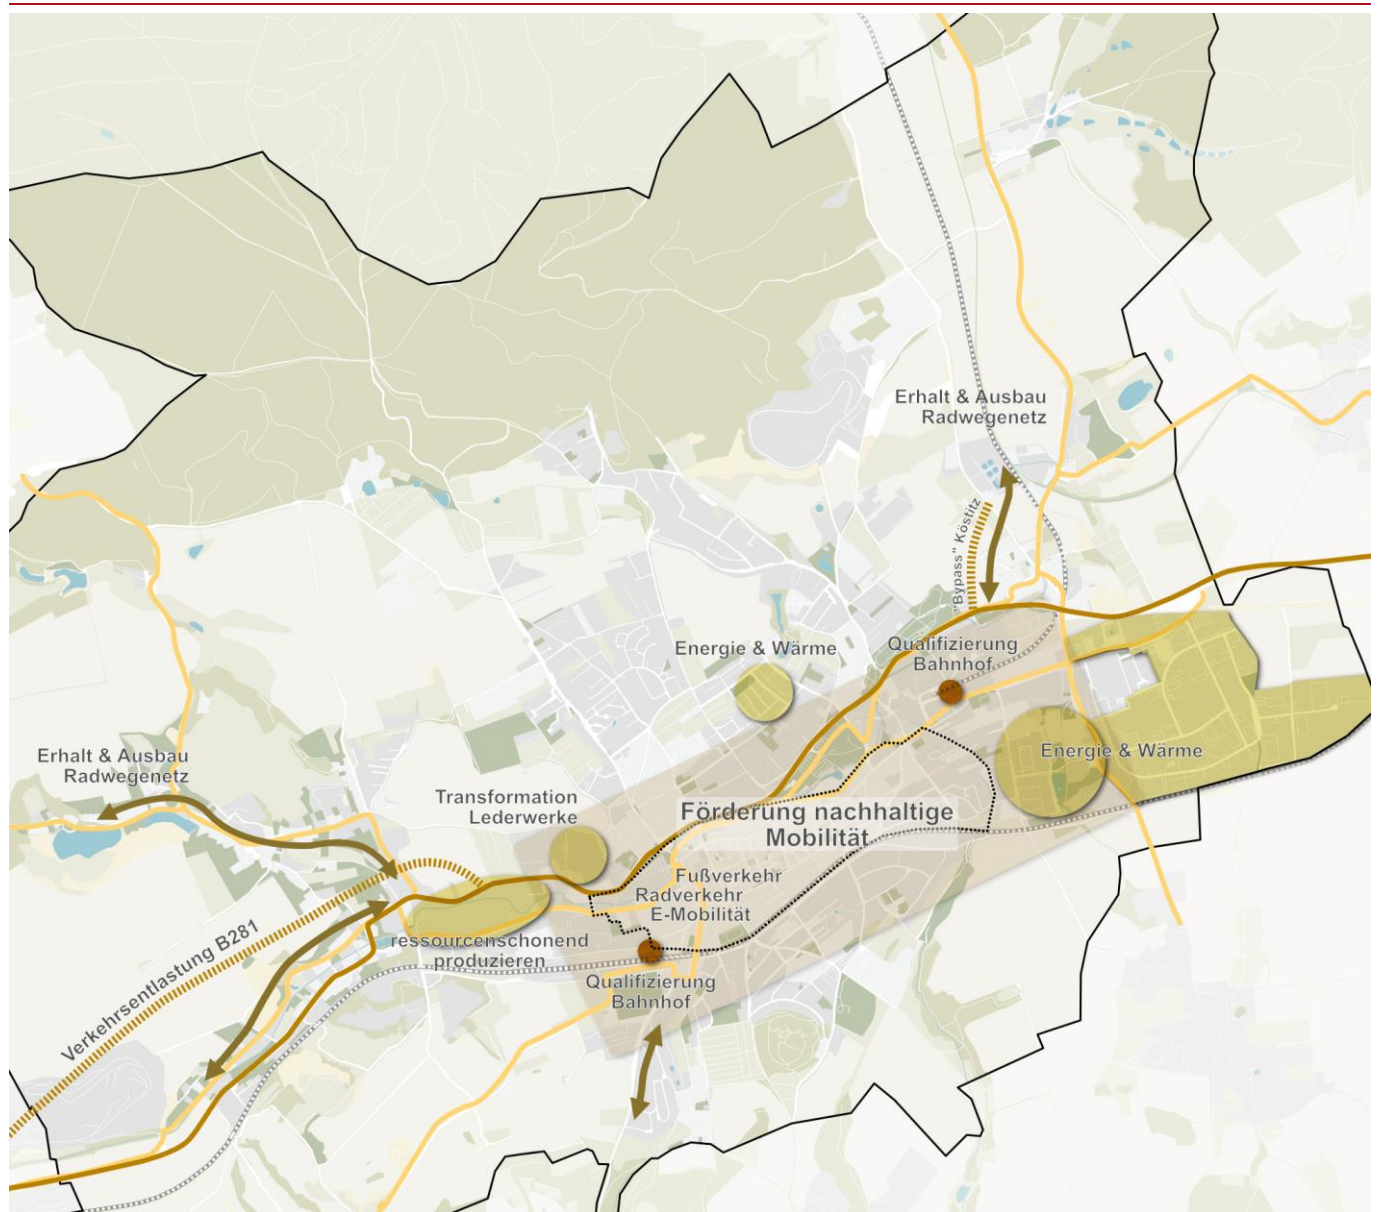 Erhalt & Ausbau
Radwegenetz
"Bypass" Köstitz
Energie & Wärme
Qualifizierung
Bahnhof
Erhalt & Ausbau
Radwegenetz
Energie & Wärme
Transformation
Lederwerke
Förderung nachhaltige
Mobilität
Fußverkehr
Radverkehr
E-Mobilität
Verkehrsentlastung B281
ressourcenschonend
produzieren
Qualifizierung
Bahnhof